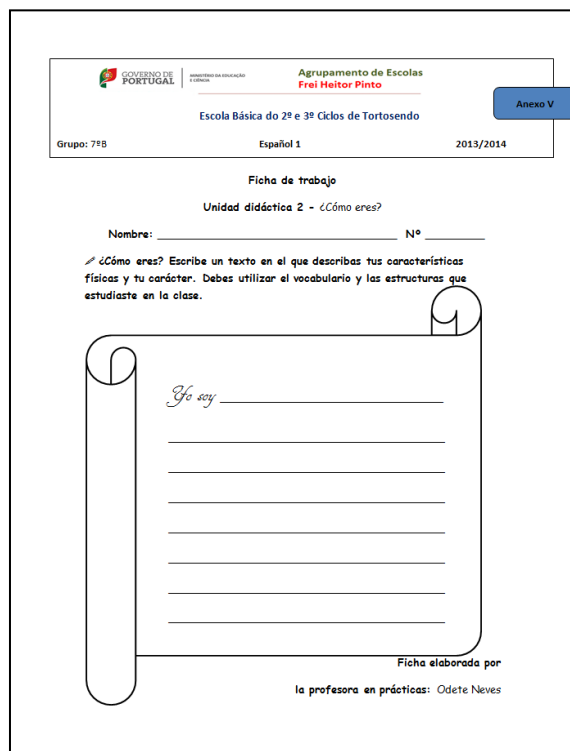 GOVERNO DE
PORTUGAL
MINISTÉRIO DA EDUCAÇÃO
E CIÊNCIA
Agrupamento de Escolas
Frei Heitor Pinto
Anexo V
Escola Básica do 2º e 3º Ciclos de Tortosendo
Grupo: 7ºB Español 1 2013/2014
Ficha de trabajo
Unidad didáctica 2 - ¿Cómo eres?
Nombre: Nº
¿Cómo eres? Escribe un texto en el que describas tus características
físicas y tu carácter. Debes utilizar el vocabulario y las estructuras que
estudiaste en la clase.
Yo soy
Ficha elaborada por
la profesora en prácticas: Odete Neves